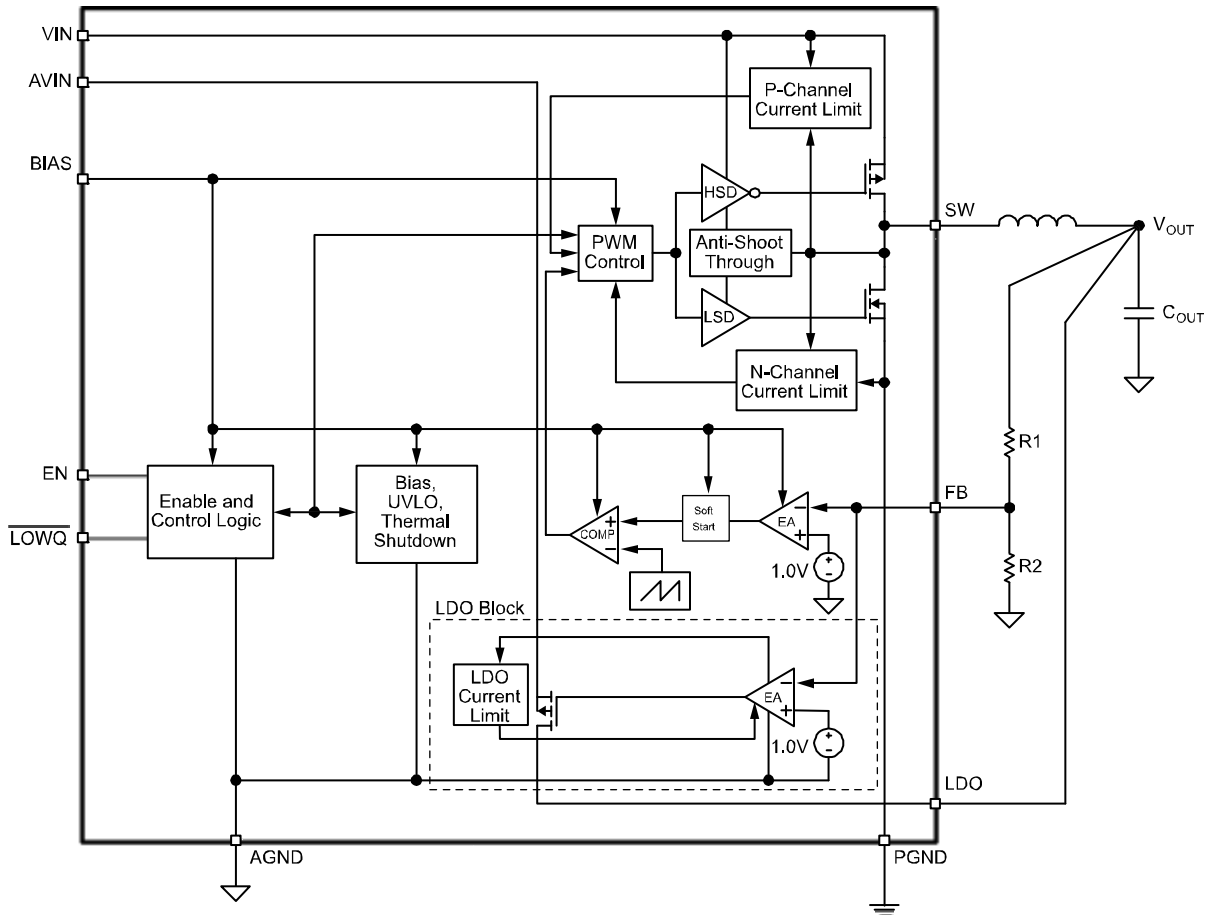 VIN
AVIN
P-Channel
Current Limit
BIAS
HSD
SW
VOUT
PWM
Control
Anti-Shoot
Through
LSD
COUT
N-Channel
Current Limit
R1
EN
Enable and
Control Logic
LOWQ
Bias,
UVLO,
Thermal
Shutdown
+
COMP
−
Soft
Start
−
EA
+
FB
1.0V
+
−
R2
LDO Block
LDO
Current
Limit
−
EA
+
1.0V
+
−
LDO
AGND
PGND